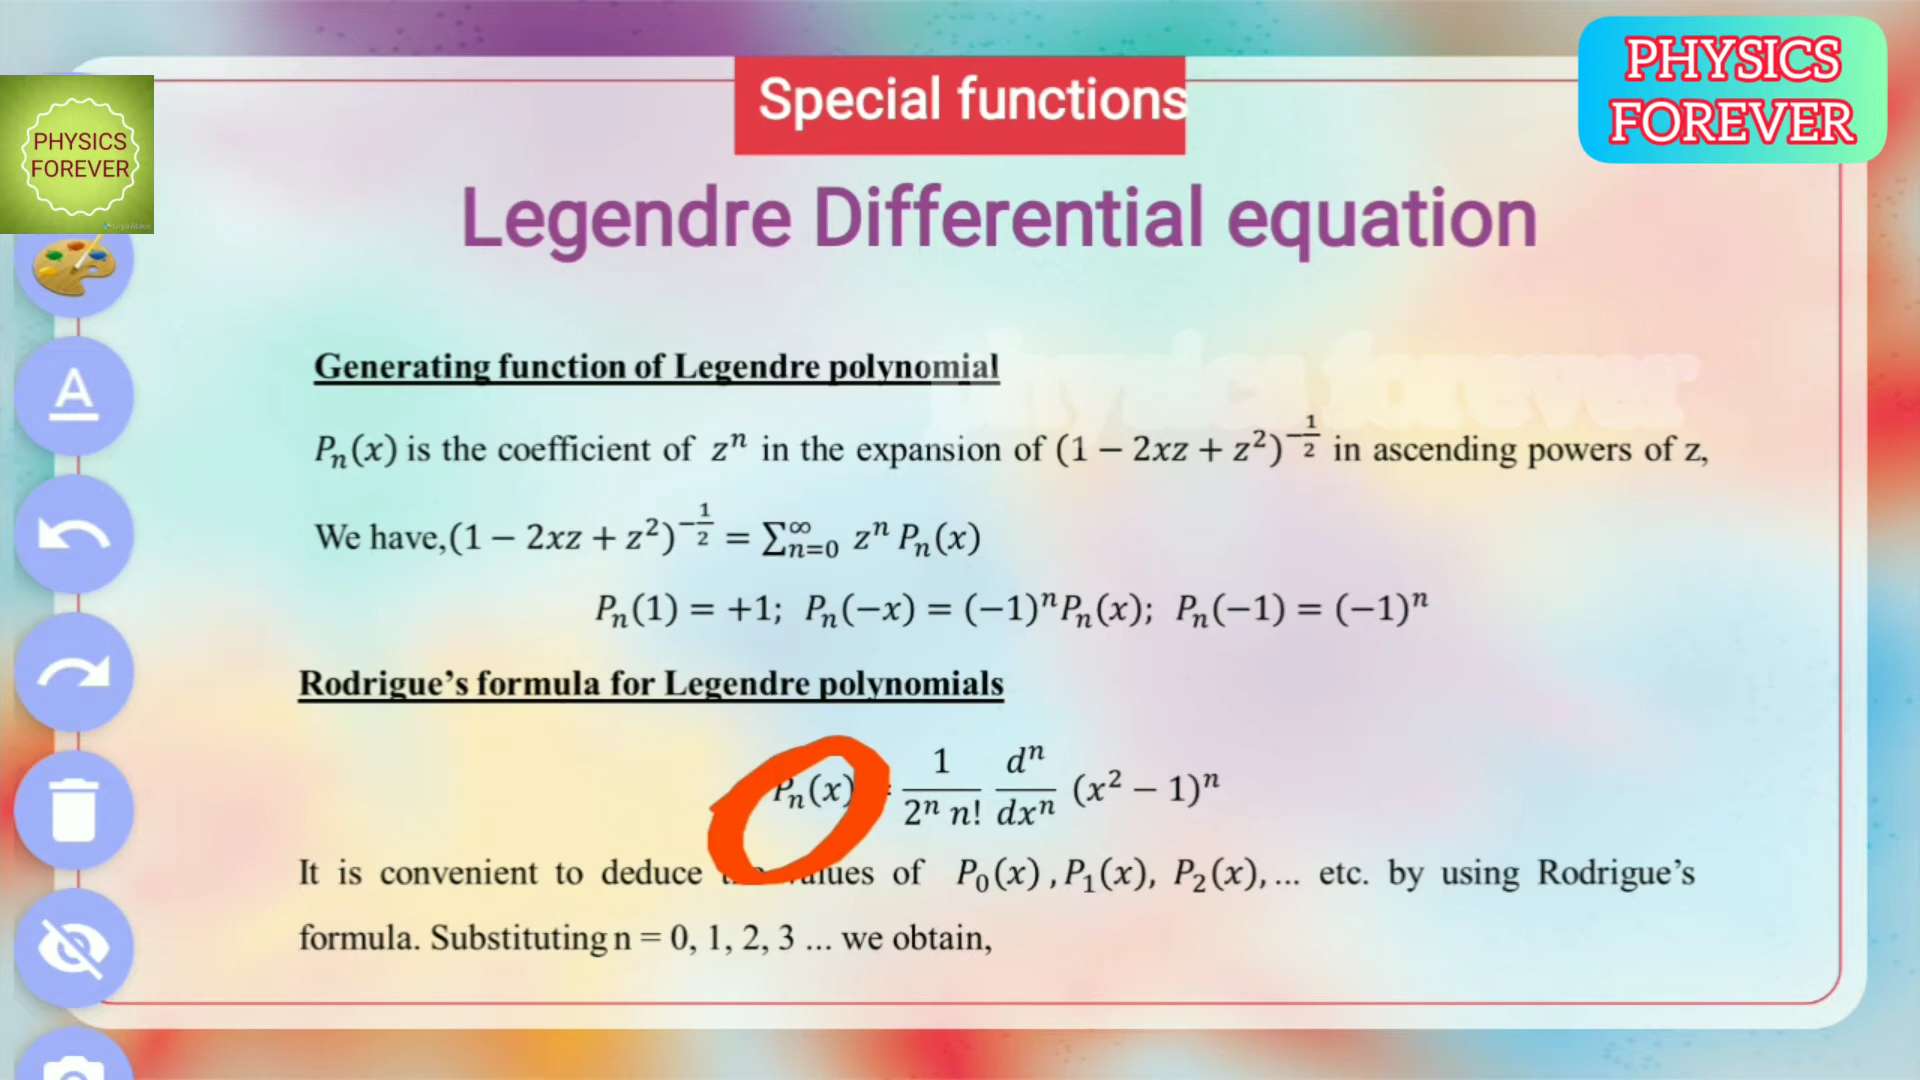 Special functions
PHYSICS
FOREVER
PHYSICS
FOREVER
Legendre Differential equation
physics forever
Generating function of Legendre polynomial
Pₙ(x) is the coefficient of zⁿ in the expansion of (1 − 2xz + z²)^(−1/2) in ascending powers of z,
We have,(1 − 2xz + z²)^(−1/2) = ∑_{n=0}^{∞} zⁿ Pₙ(x)
Pₙ(1) = +1; Pₙ(−x) = (−1)ⁿPₙ(x); Pₙ(−1) = (−1)ⁿ
Rodrigue’s formula for Legendre polynomials
Pₙ(x) = 1/(2ⁿ n!) dⁿ/dxⁿ (x² − 1)ⁿ
It is convenient to deduce values of P₀(x) ,P₁(x), P₂(x), ... etc. by using Rodrigue’s
formula. Substituting n = 0, 1, 2, 3 ... we obtain,
A